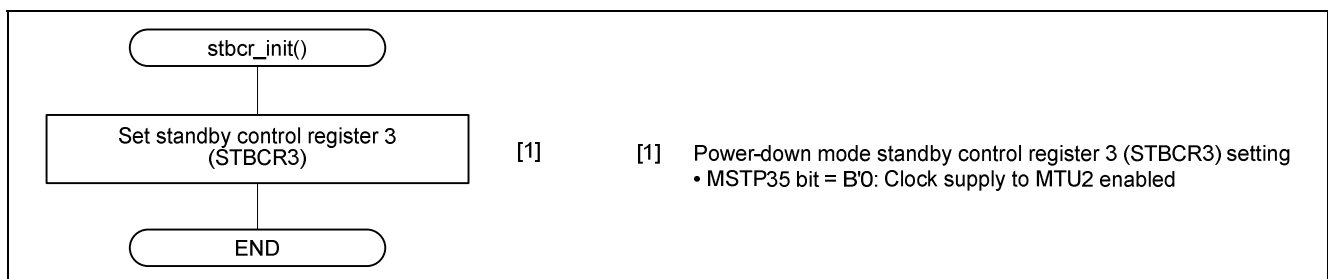 stbcr_init()
Set standby control register 3
(STBCR3)
[1]
[1] Power-down mode standby control register 3 (STBCR3) setting
• MSTP35 bit = B'0: Clock supply to MTU2 enabled
END